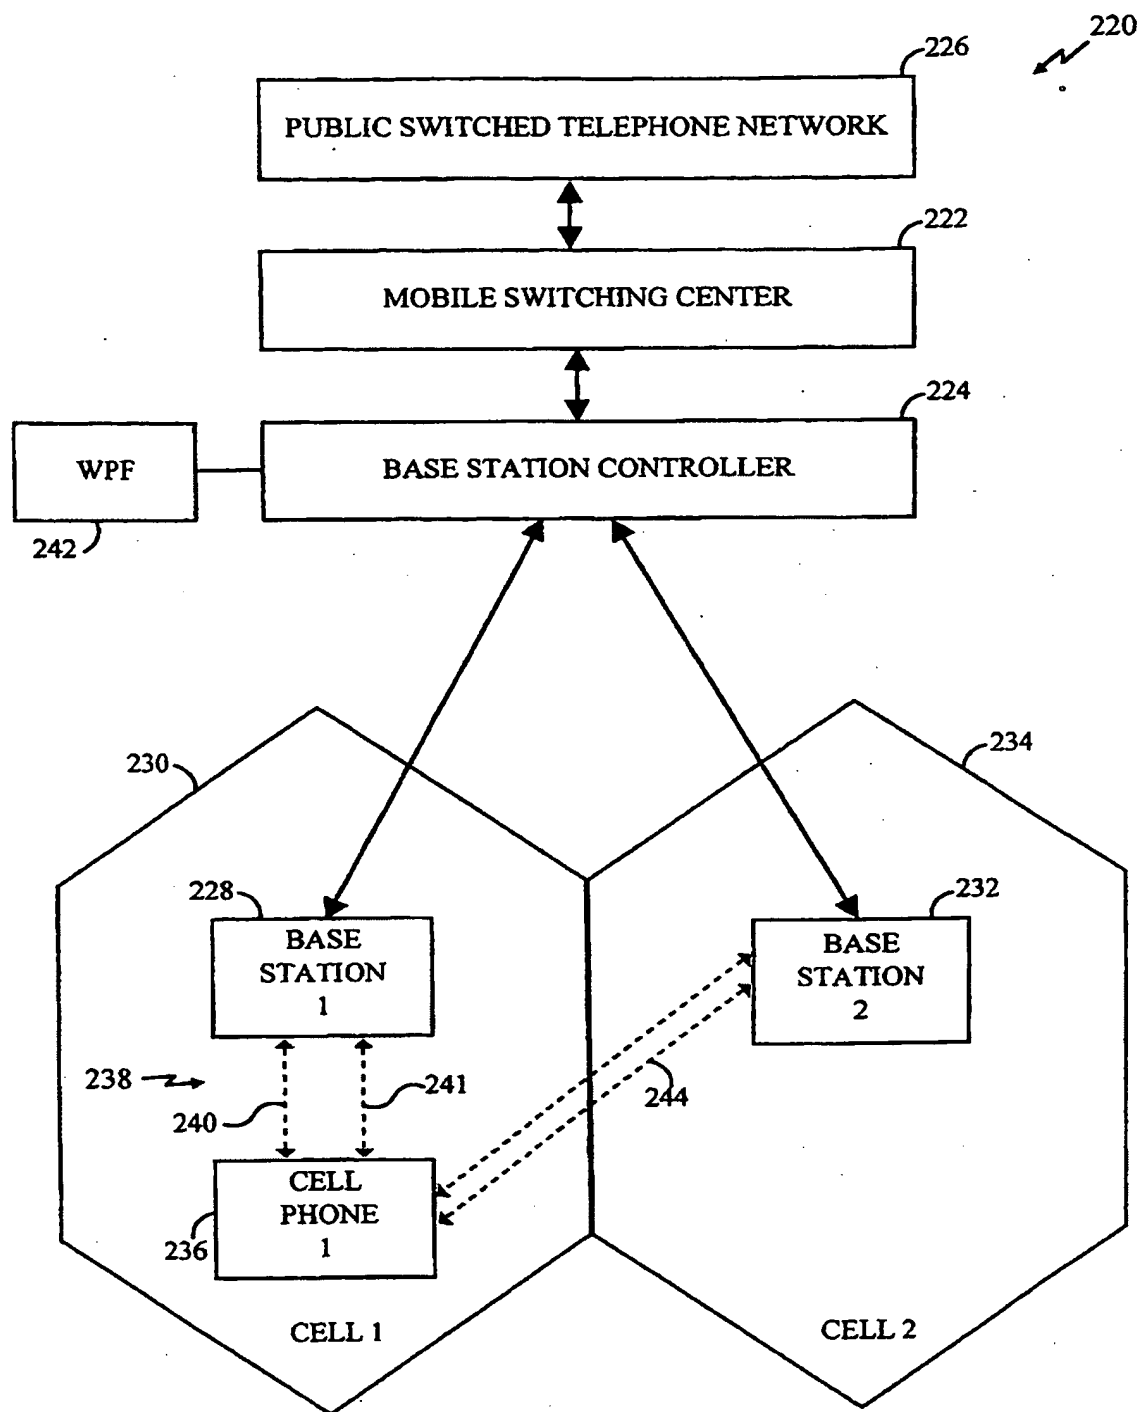 220
226
PUBLIC SWITCHED TELEPHONE NETWORK
222
MOBILE SWITCHING CENTER
224
WPF
BASE STATION CONTROLLER
242
230
234
228
232
BASE
STATION
1
BASE
STATION
2
238
240
241
244
CELL
PHONE
1
236
CELL 1
CELL 2